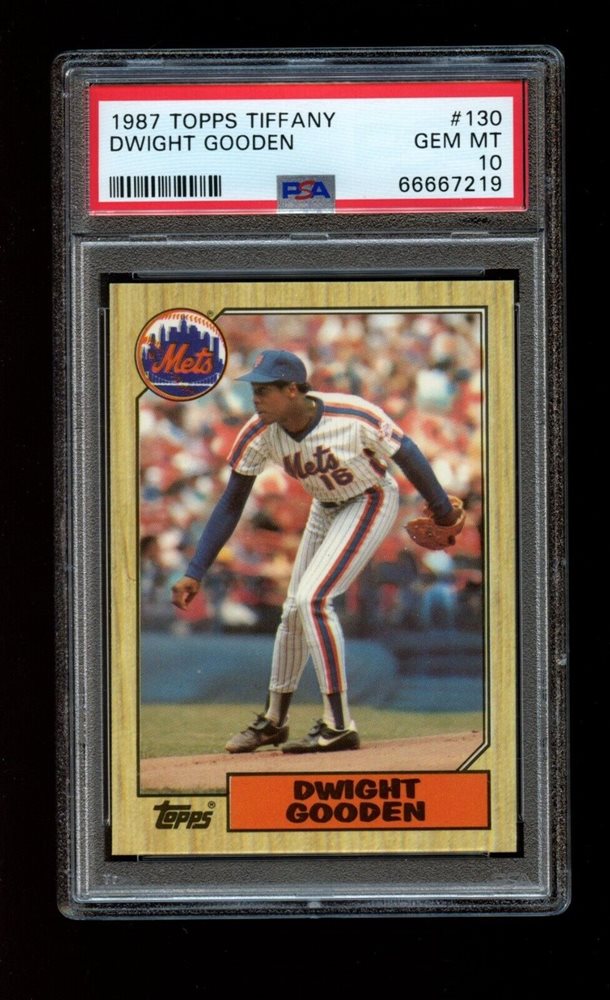 1987 TOPPS TIFFANY
DWIGHT GOODEN
#130
GEM MT
10
66667219
PSA
Mets
Mets
16
Topps®
DWIGHT
GOODEN